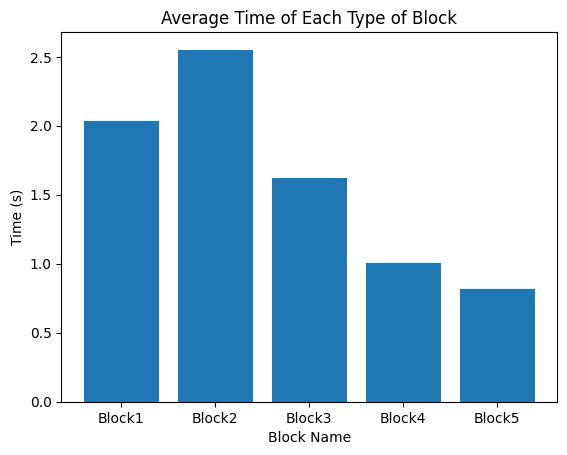 Average Time of Each Type of Block
2.5
2.0
1.5
1.0
0.5
0.0
Time (s)
Block1 Block2 Block3 Block4 Block5
Block Name